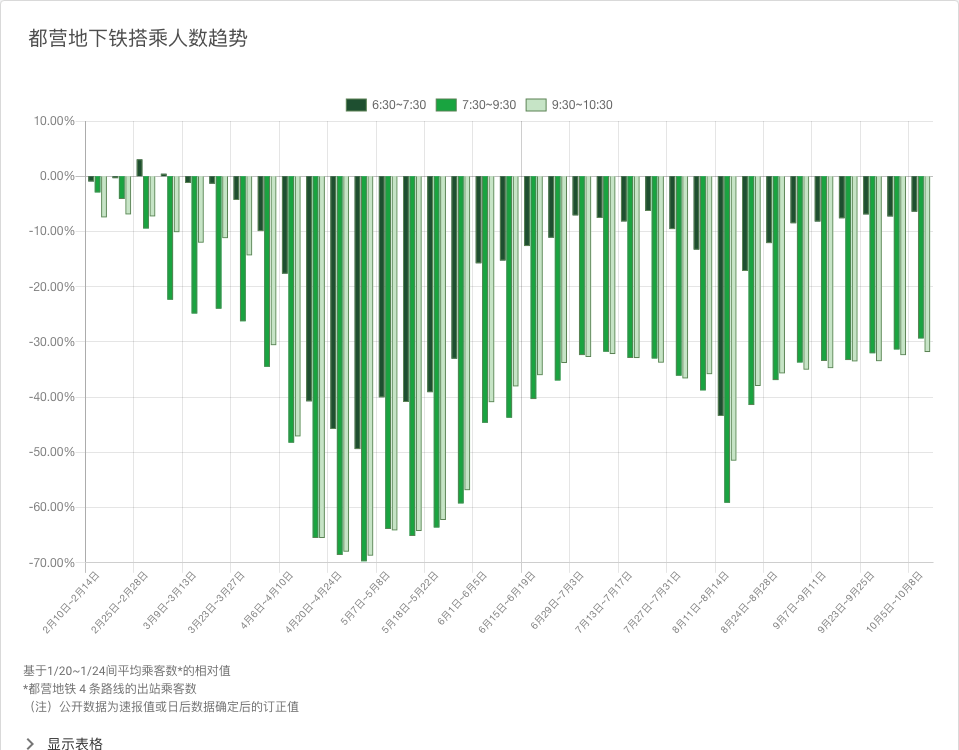 都营地下铁搭乘人数趋势
6:30~7:30 7:30~9:30 9:30~10:30
10.00%
0.00%
-10.00%
-20.00%
-30.00%
-40.00%
-50.00%
-60.00%
-70.00%
2月10日~2月14日
2月25日~2月28日
3月9日~3月13日
3月23日~3月27日
4月6日~4月10日
4月20日~4月24日
5月7日~5月8日
5月18日~5月22日
6月1日~6月5日
6月15日~6月19日
6月29日~7月3日
7月13日~7月17日
7月27日~7月31日
8月11日~8月14日
8月24日~8月28日
9月7日~9月11日
9月23日~9月25日
10月5日~10月8日
基于1/20~1/24间平均乘客数*的相对值
*都营地铁 4 条路线的出站乘客数
（注）公开数据为速报值或日后数据确定后的订正值
显示表格